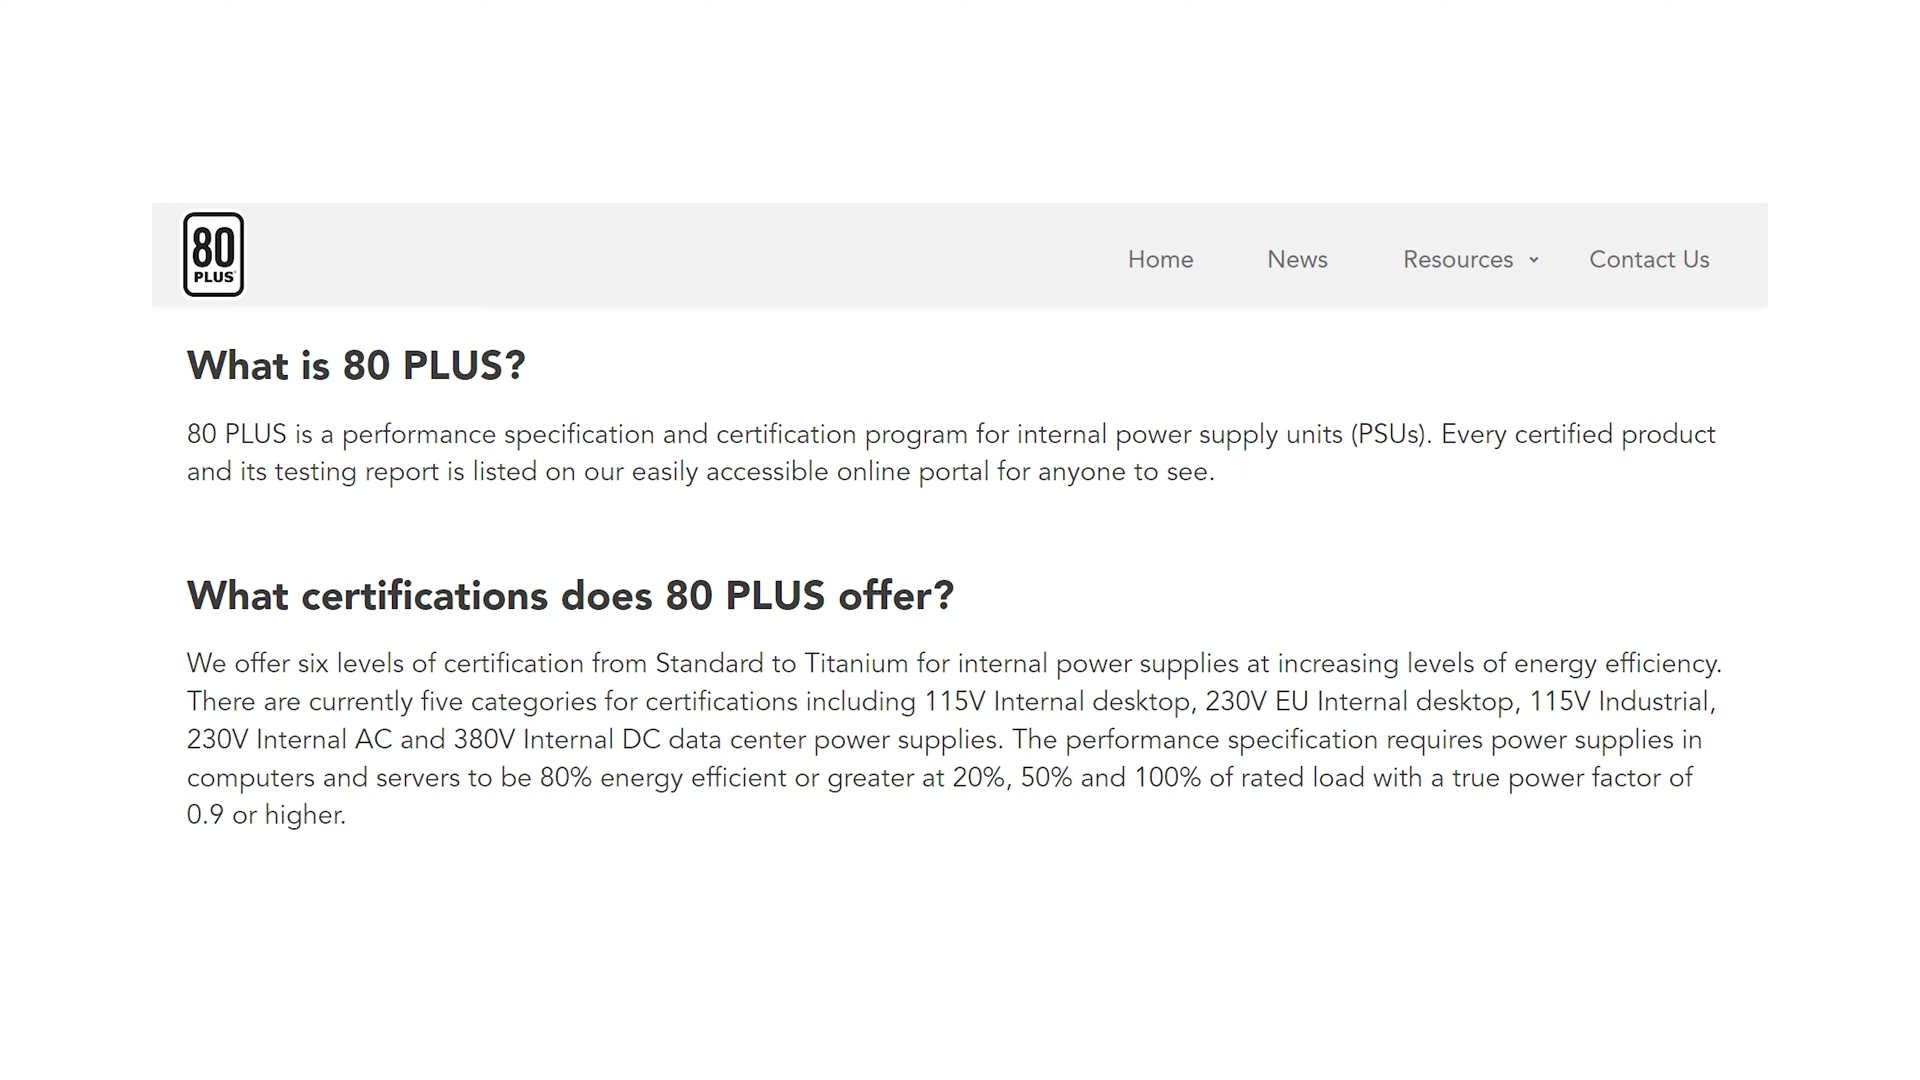 80
PLUS
Home News Resources Contact Us
What is 80 PLUS?
80 PLUS is a performance specification and certification program for internal power supply units (PSUs). Every certified product
and its testing report is listed on our easily accessible online portal for anyone to see.
What certifications does 80 PLUS offer?
We offer six levels of certification from Standard to Titanium for internal power supplies at increasing levels of energy efficiency.
There are currently five categories for certifications including 115V Internal desktop, 230V EU Internal desktop, 115V Industrial,
230V Internal AC and 380V Internal DC data center power supplies. The performance specification requires power supplies in
computers and servers to be 80% energy efficient or greater at 20%, 50% and 100% of rated load with a true power factor of
0.9 or higher.